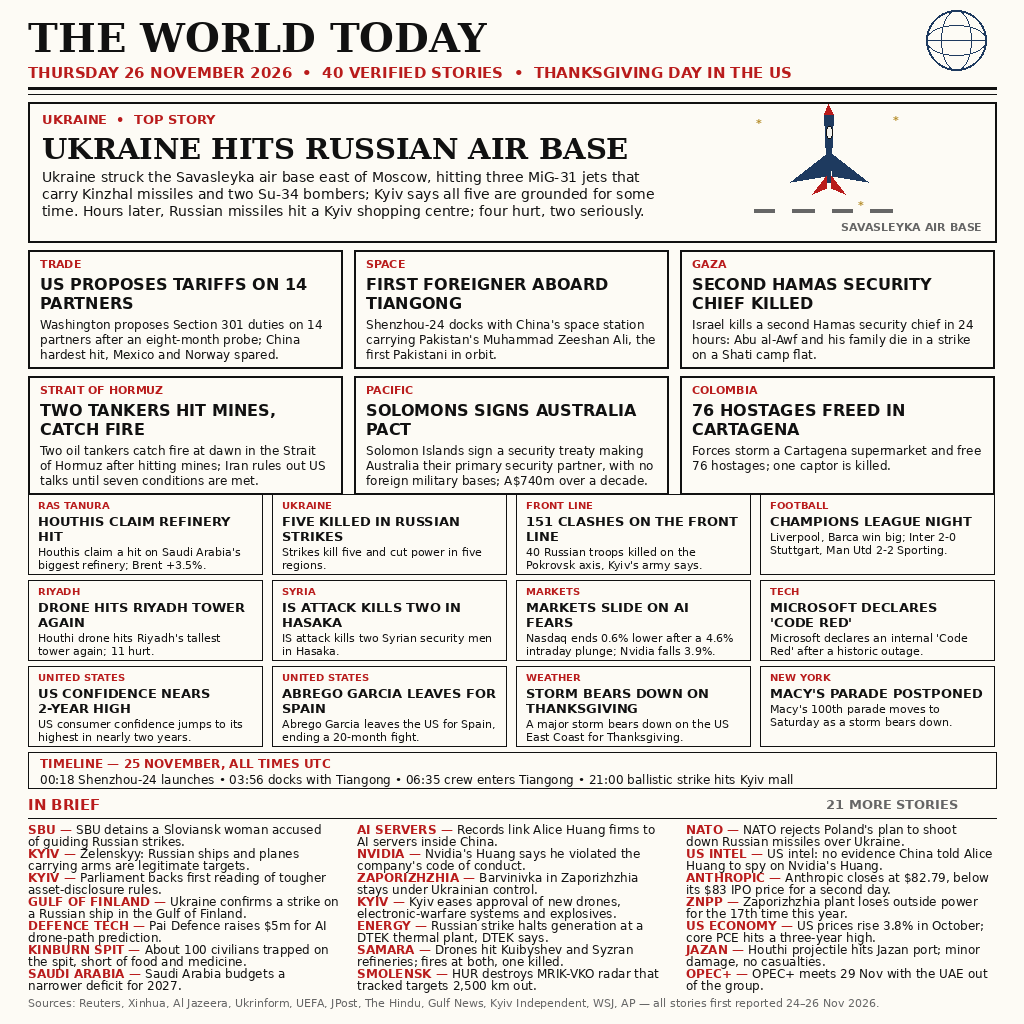 THE WORLD TODAY
THURSDAY 26 NOVEMBER 2026 • 40 VERIFIED STORIES • THANKSGIVING DAY IN THE US
UKRAINE • TOP STORY
UKRAINE HITS RUSSIAN AIR BASE
Ukraine struck the Savasleyka air base east of Moscow, hitting three MiG-31 jets that
carry Kinzhal missiles and two Su-34 bombers; Kyiv says all five are grounded for some
time. Hours later, Russian missiles hit a Kyiv shopping centre; four hurt, two seriously.
SAVASLEYKA AIR BASE
TRADE
US PROPOSES TARIFFS ON 14
PARTNERS
Washington proposes Section 301 duties on 14
partners after an eight-month probe; China
hardest hit, Mexico and Norway spared.
SPACE
FIRST FOREIGNER ABOARD
TIANGONG
Shenzhou-24 docks with China's space station
carrying Pakistan's Muhammad Zeeshan Ali, the
first Pakistani in orbit.
GAZA
SECOND HAMAS SECURITY
CHIEF KILLED
Israel kills a second Hamas security chief in 24
hours: Abu al-Awf and his family die in a strike
on a Shati camp flat.
STRAIT OF HORMUZ
TWO TANKERS HIT MINES,
CATCH FIRE
Two oil tankers catch fire at dawn in the Strait
of Hormuz after hitting mines; Iran rules out US
talks until seven conditions are met.
PACIFIC
SOLOMONS SIGNS AUSTRALIA
PACT
Solomon Islands sign a security treaty making
Australia their primary security partner, with no
foreign military bases; A$740m over a decade.
COLOMBIA
76 HOSTAGES FREED IN
CARTAGENA
Forces storm a Cartagena supermarket and free
76 hostages; one captor is killed.
RAS TANURA
HOUTHIS CLAIM REFINERY
HIT
Houthis claim a hit on Saudi Arabia's
biggest refinery; Brent +3.5%.
UKRAINE
FIVE KILLED IN RUSSIAN
STRIKES
Strikes kill five and cut power in five
regions.
FRONT LINE
151 CLASHES ON THE FRONT
LINE
40 Russian troops killed on the
Pokrovsk axis, Kyiv's army says.
FOOTBALL
CHAMPIONS LEAGUE NIGHT
Liverpool, Barca win big; Inter 2-0
Stuttgart, Man Utd 2-2 Sporting.
RIYADH
DRONE HITS RIYADH TOWER
AGAIN
Houthi drone hits Riyadh's tallest
tower again; 11 hurt.
SYRIA
IS ATTACK KILLS TWO IN
HASAKA
IS attack kills two Syrian security men
in Hasaka.
MARKETS
MARKETS SLIDE ON AI
FEARS
Nasdaq ends 0.6% lower after a 4.6%
intraday plunge; Nvidia falls 3.9%.
TECH
MICROSOFT DECLARES
'CODE RED'
Microsoft declares an internal 'Code
Red' after a historic outage.
UNITED STATES
US CONFIDENCE NEARS
2-YEAR HIGH
US consumer confidence jumps to its
highest in nearly two years.
UNITED STATES
ABREGO GARCIA LEAVES FOR
SPAIN
Abrego Garcia leaves the US for Spain,
ending a 20-month fight.
WEATHER
STORM BEARS DOWN ON
THANKSGIVING
A major storm bears down on the US
East Coast for Thanksgiving.
NEW YORK
MACY'S PARADE POSTPONED
Macy's 100th parade moves to
Saturday as a storm bears down.
TIMELINE — 25 NOVEMBER, ALL TIMES UTC
00:18 Shenzhou-24 launches • 03:56 docks with Tiangong • 06:35 crew enters Tiangong • 21:00 ballistic strike hits Kyiv mall
IN BRIEF
21 MORE STORIES
SBU — SBU detains a Sloviansk woman accused
of guiding Russian strikes.
KYIV — Zelenskyy: Russian ships and planes
carrying arms are legitimate targets.
KYIV — Parliament backs first reading of tougher
asset-disclosure rules.
GULF OF FINLAND — Ukraine confirms a strike on
a Russian ship in the Gulf of Finland.
DEFENCE TECH — Pai Defence raises $5m for AI
drone-path prediction.
KINBURN SPIT — About 100 civilians trapped on
the spit, short of food and medicine.
SAUDI ARABIA — Saudi Arabia budgets a
narrower deficit for 2027.
AI SERVERS — Records link Alice Huang firms to
AI servers inside China.
NVIDIA — Nvidia's Huang says he violated the
company's code of conduct.
ZAPORIZHZHIA — Barvinivka in Zaporizhzhia
stays under Ukrainian control.
KYIV — Kyiv eases approval of new drones,
electronic-warfare systems and explosives.
ENERGY — Russian strike halts generation at a
DTEK thermal plant, DTEK says.
SAMARA — Drones hit Kuibyshev and Syzran
refineries; fires at both, one killed.
SMOLENSK — HUR destroys MRIK-VKO radar that
tracked targets 2,500 km out.
NATO — NATO rejects Poland's plan to shoot
down Russian missiles over Ukraine.
US INTEL — US intel: no evidence China told Alice
Huang to spy on Nvidia's Huang.
ANTHROPIC — Anthropic closes at $82.79, below
its $83 IPO price for a second day.
ZNPP — Zaporizhzhia plant loses outside power
for the 17th time this year.
US ECONOMY — US prices rise 3.8% in October;
core PCE hits a three-year high.
JAZAN — Houthi projectile hits Jazan port; minor
damage, no casualties.
OPEC+ — OPEC+ meets 29 Nov with the UAE out
of the group.
Sources: Reuters, Xinhua, Al Jazeera, Ukrinform, UEFA, JPost, The Hindu, Gulf News, Kyiv Independent, WSJ, AP — all stories first reported 24–26 Nov 2026.